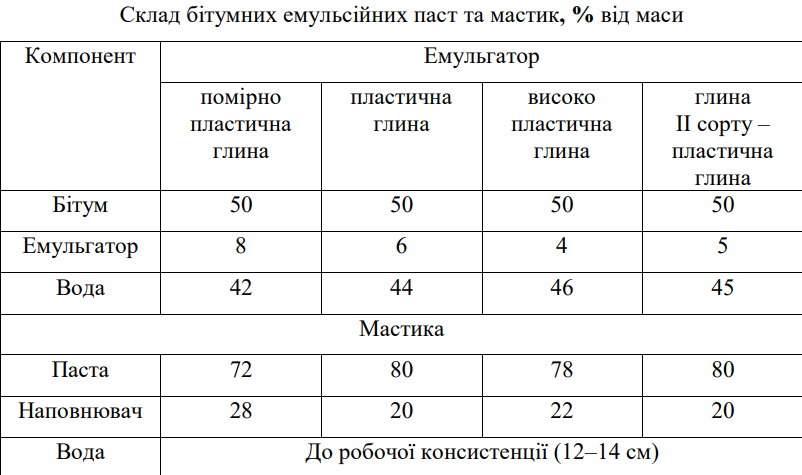 Склад бітумних емульсійних паст та мастик, % від маси
Компонент Емульгатор
помірно пластична глина пластична глина високо пластична глина глина ІІ сорту – пластична глина
Бітум 50 50 50 50
Емульгатор 8 6 4 5
Вода 42 44 46 45
Мастика
Паста 72 80 78 80
Наповнювач 28 20 22 20
Вода До робочої консистенції (12–14 см)